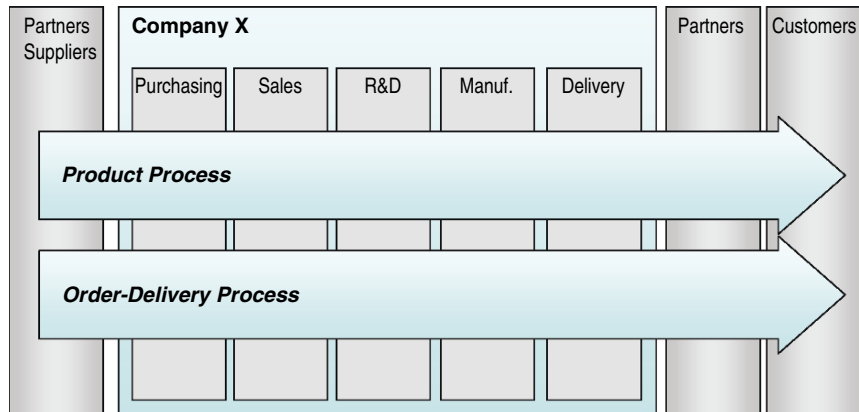 Partners
Suppliers
Company X
Partners
Customers
Purchasing
Sales
R&D
Manuf.
Delivery
Product Process
Order-Delivery Process